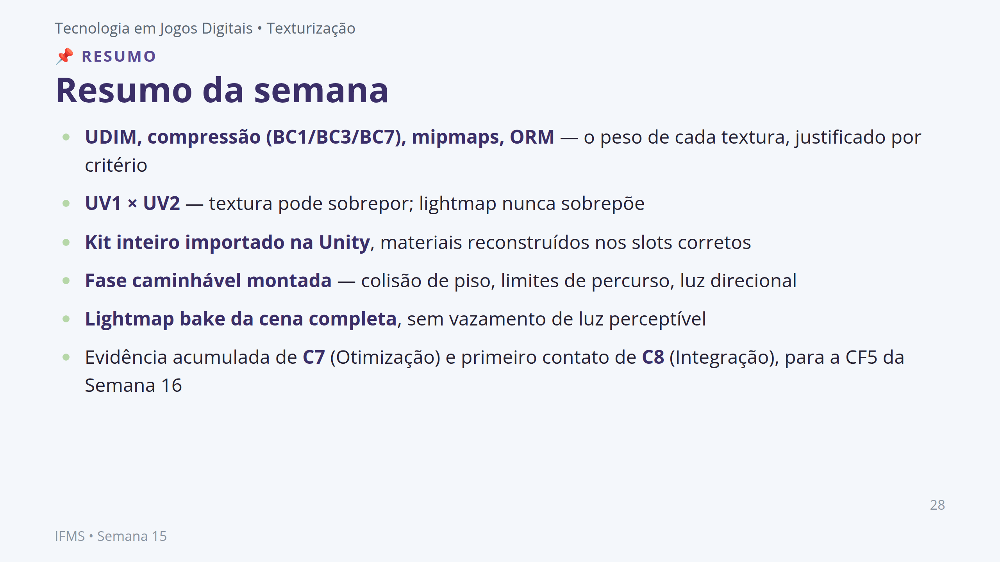 Tecnologia em Jogos Digitais • Texturização
📌 RESUMO
Resumo da semana
• UDIM, compressão (BC1/BC3/BC7), mipmaps, ORM — o peso de cada textura, justificado por
critério
• UV1 × UV2 — textura pode sobrepor; lightmap nunca sobrepõe
• Kit inteiro importado na Unity, materiais reconstruídos nos slots corretos
• Fase caminhável montada — colisão de piso, limites de percurso, luz direcional
• Lightmap bake da cena completa, sem vazamento de luz perceptível
• Evidência acumulada de C7 (Otimização) e primeiro contato de C8 (Integração), para a CF5 da
Semana 16
28
IFMS • Semana 15